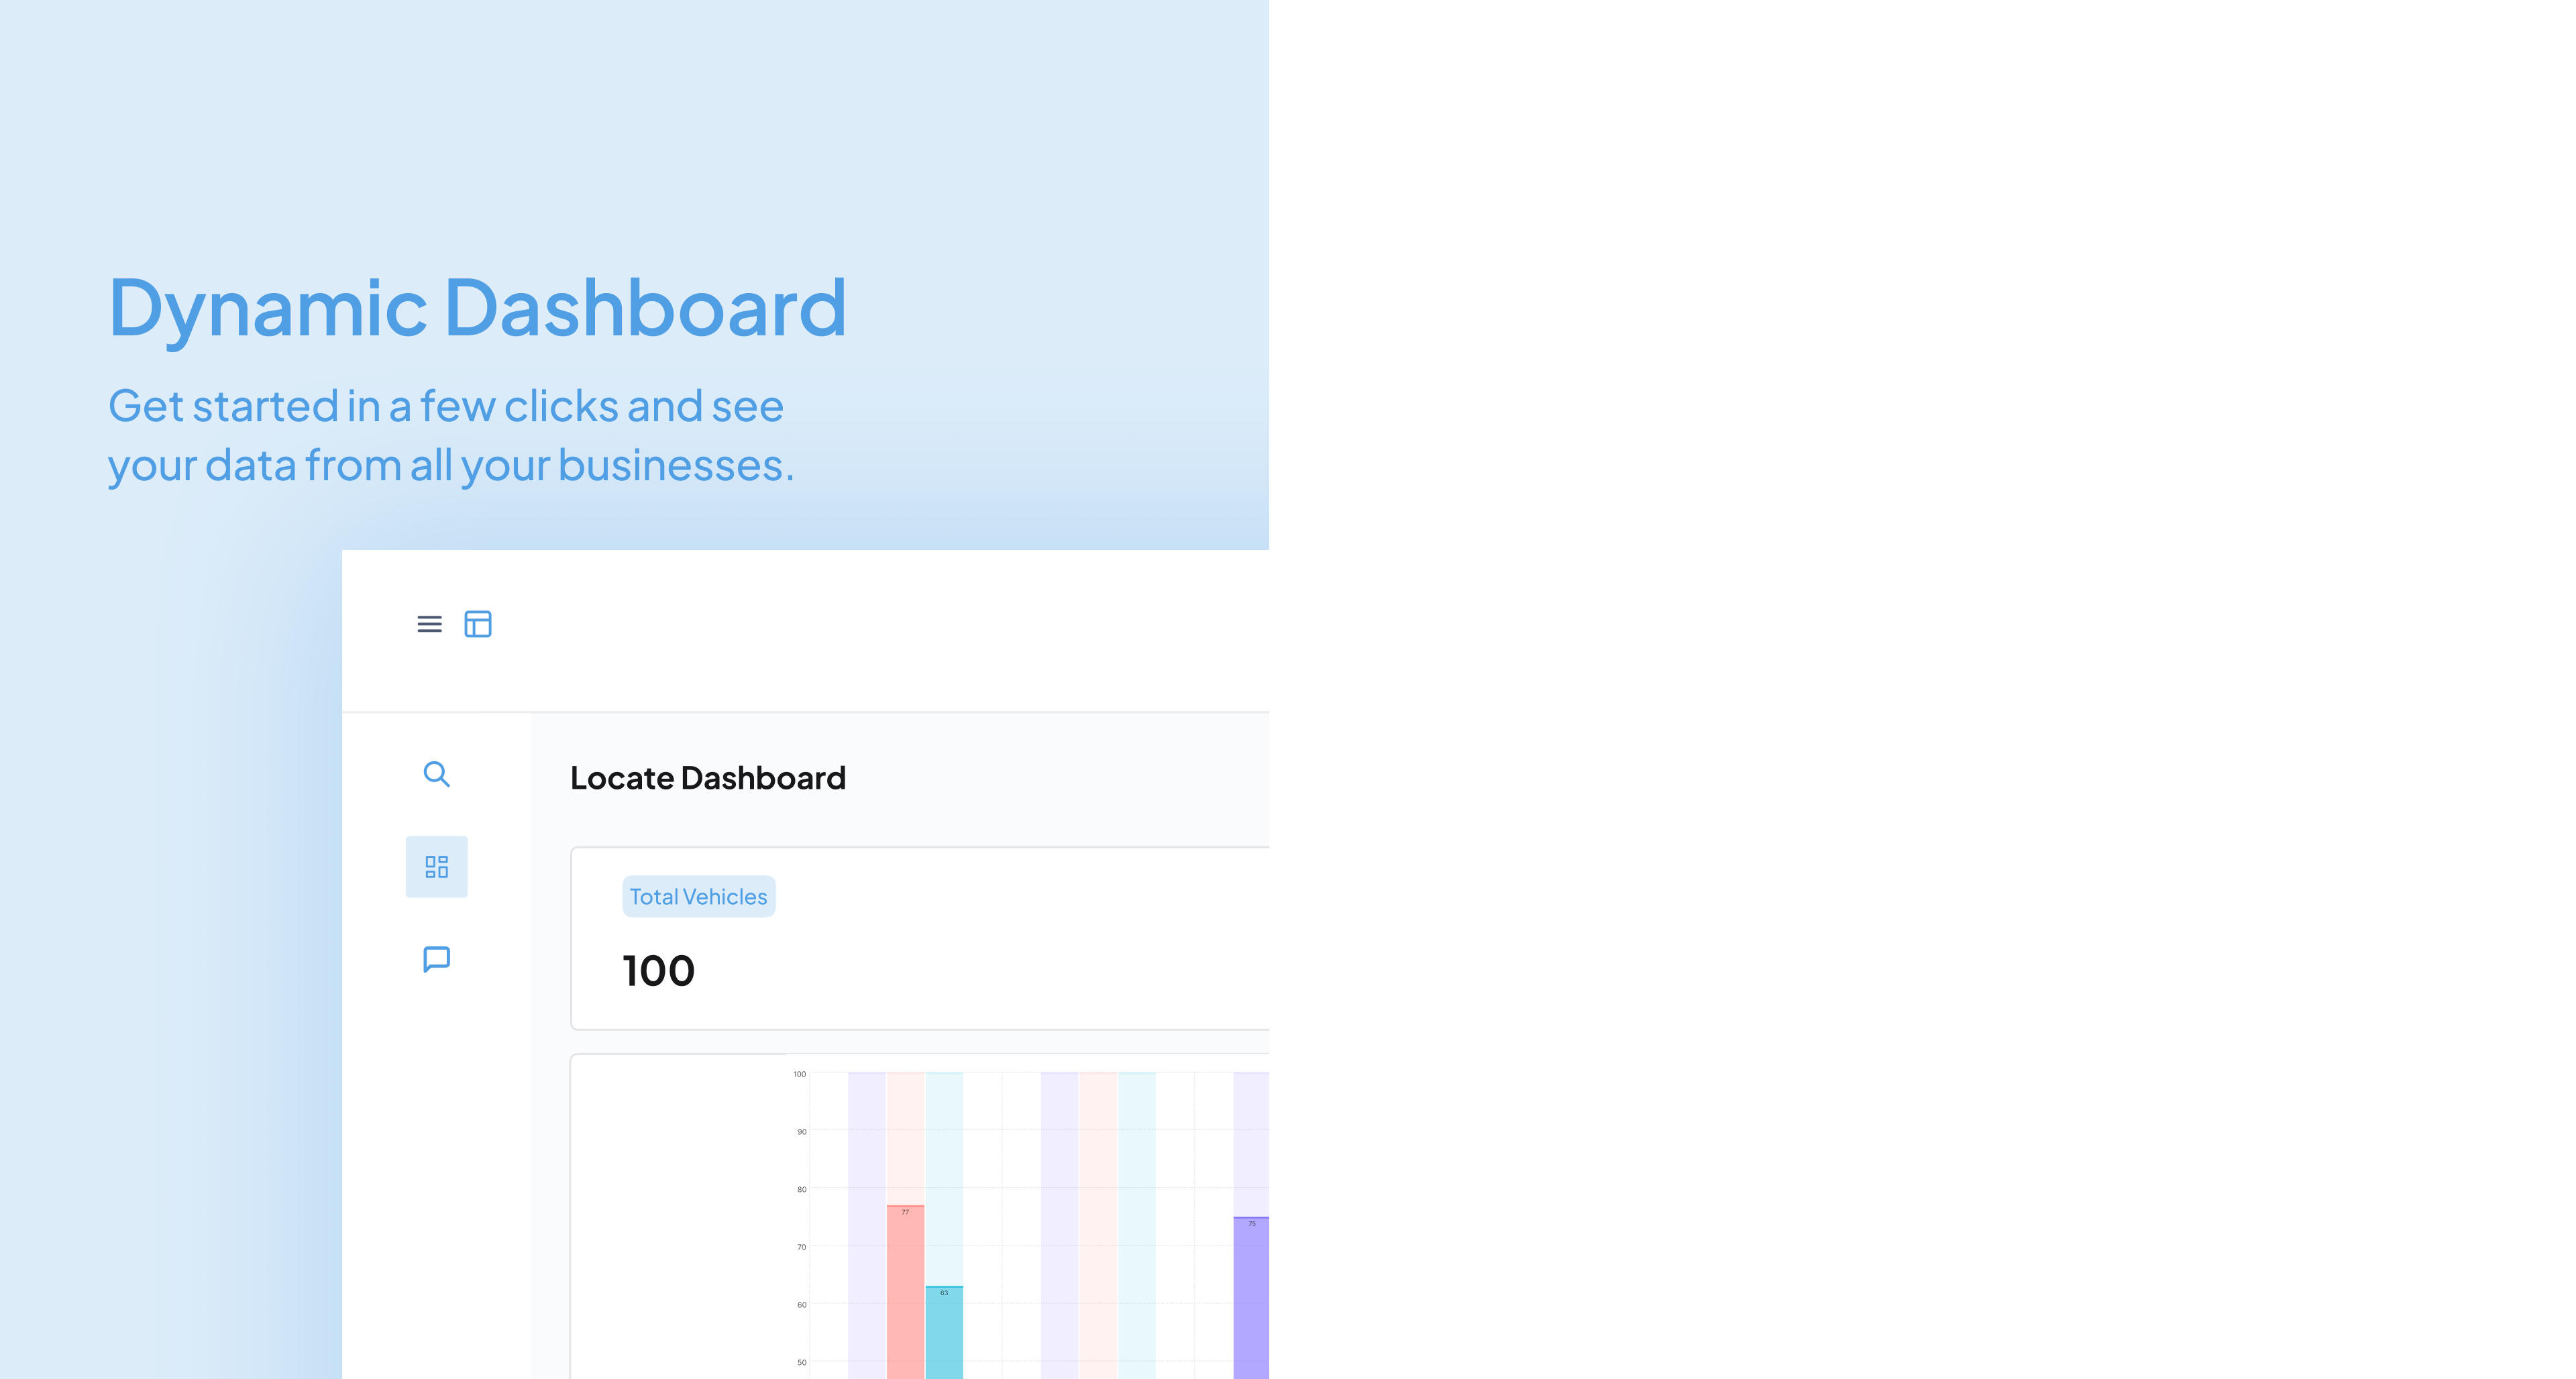 Dynamic Dashboard
Get started in a few clicks and see
your data from all your businesses.
Locate Dashboard
Total Vehicles
100
100
90
80
77
75
70
63
60
50